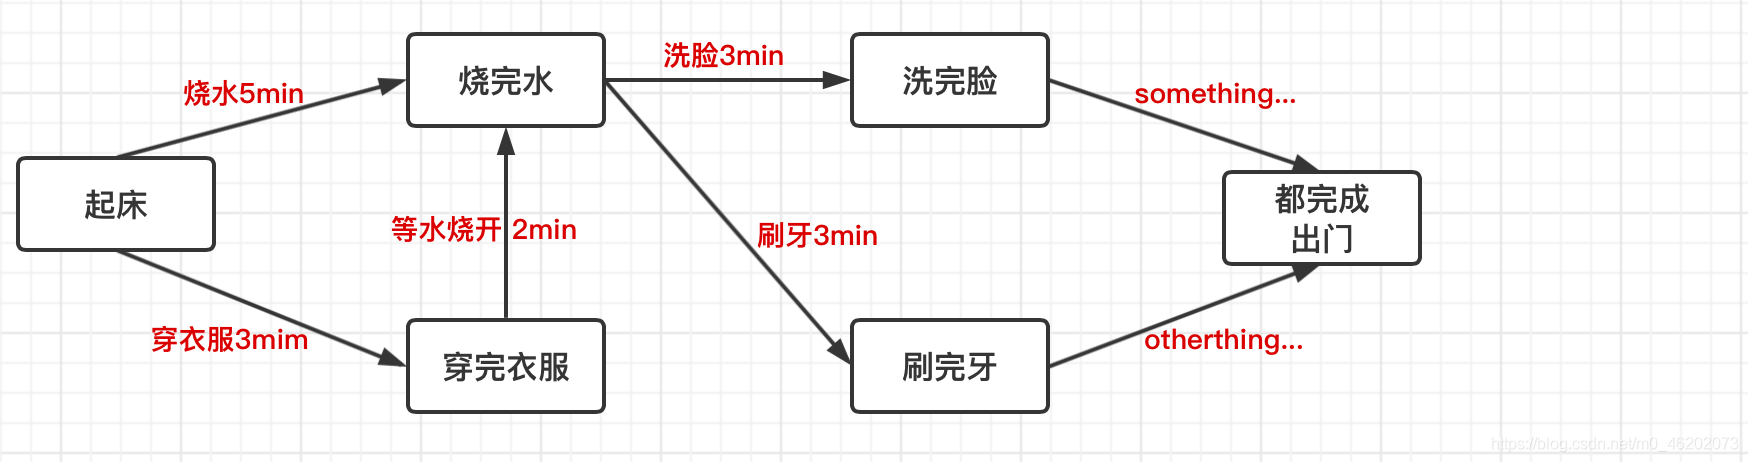 烧水5min
烧完水
洗脸3min
洗完脸
something...
起床
等水烧开 2min
刷牙3min
都完成
出门
穿衣服3mim
穿完衣服
刷完牙
otherthing...
https://blog.csdn.net/m0_46202073